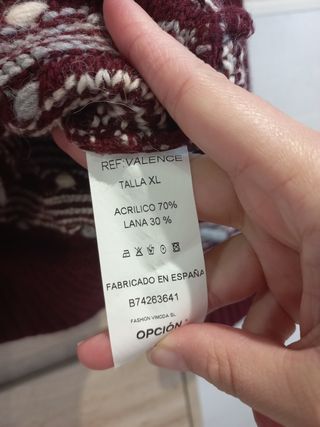 REF:VALENCE
TALLA XL
ACRILICO 70%
LANA 30 %
FABRICADO EN ESPAÑA
B74263641
FASHION VIMODA SL
OPCIÓN